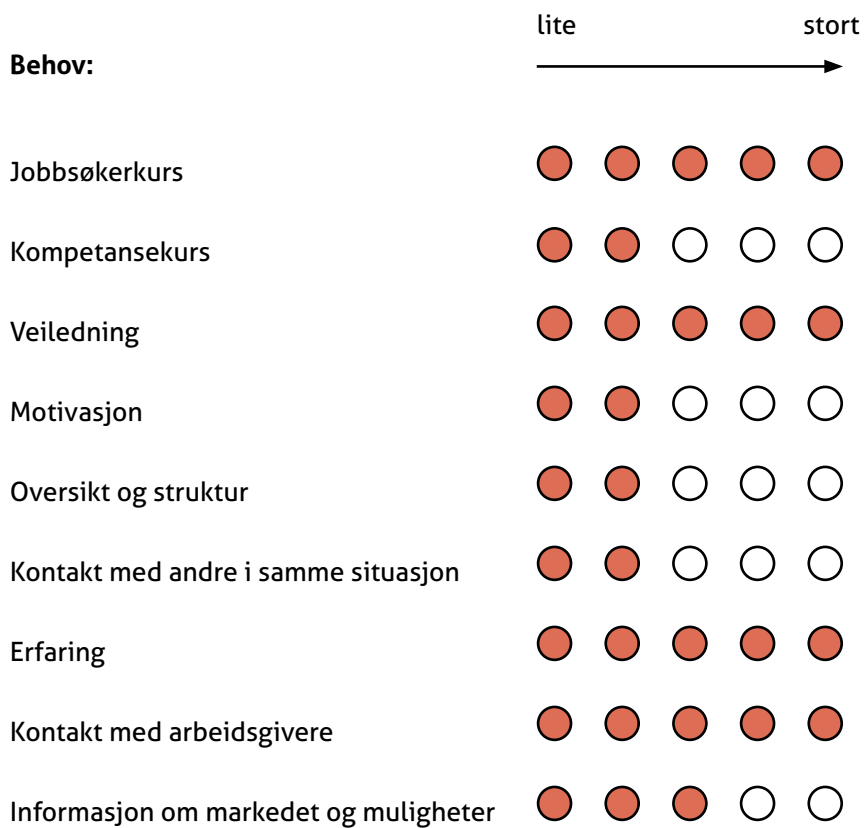 lite stort
Behov:
Jobbsøkerkurs
Kompetansekurs
Veiledning
Motivasjon
Oversikt og struktur
Kontakt med andre i samme situasjon
Erfaring
Kontakt med arbeidsgivere
Informasjon om markedet og muligheter